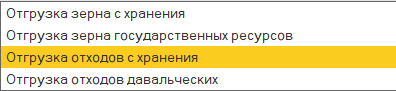 Отгрузка зерна с хранения
Отгрузка зерна государственных ресурсов
Отгрузка отходов с хранения
Отгрузка отходов давальческих